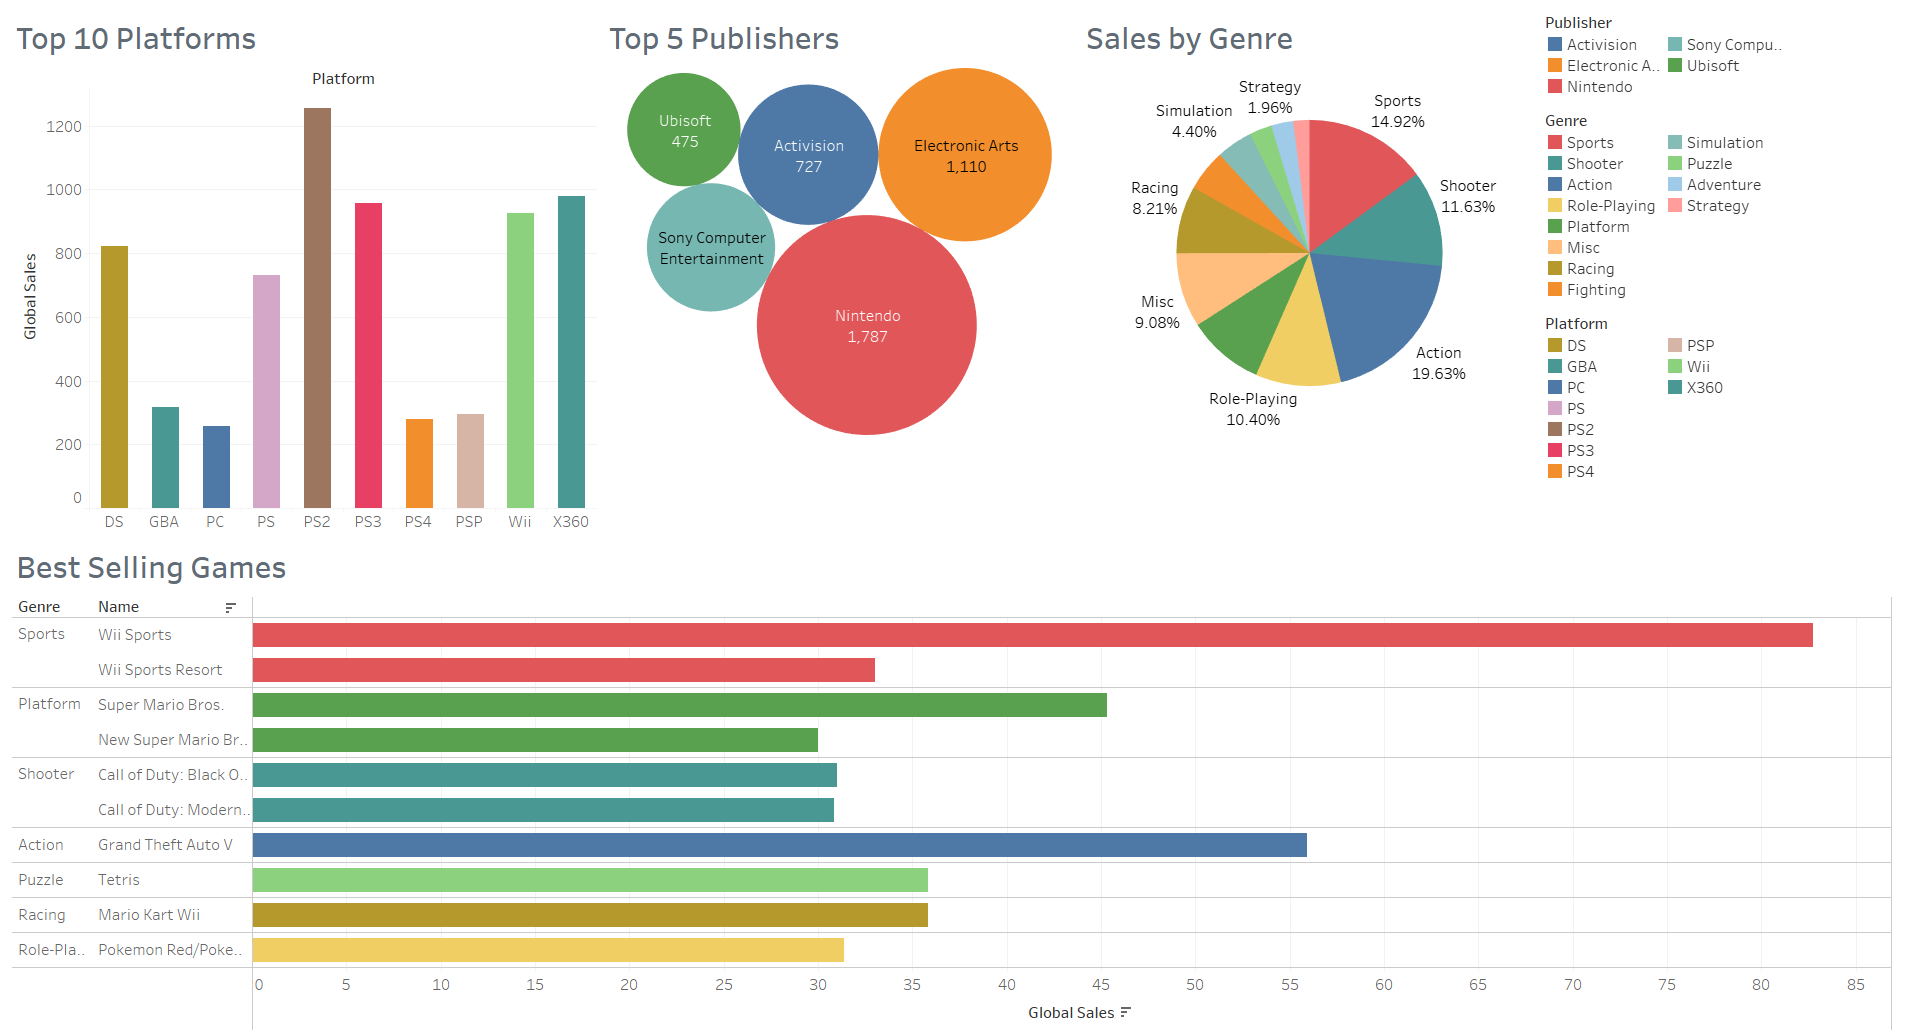 Top 10 Platforms
Platform
Global Sales
1200
1000
800
600
400
200
0
DS GBA PC PS PS2 PS3 PS4 PSP Wii X360
Top 5 Publishers
Ubisoft
475
Activision
727
Electronic Arts
1,110
Sony Computer
Entertainment
Nintendo
1,787
Sales by Genre
Strategy
1.96%
Simulation
4.40%
Sports
14.92%
Racing
8.21%
Shooter
11.63%
Misc
9.08%
Action
19.63%
Role-Playing
10.40%
Publisher
Activision
Electronic A..
Nintendo
Sony Compu..
Ubisoft
Genre
Sports
Shooter
Action
Role-Playing
Platform
Misc
Racing
Fighting
Simulation
Puzzle
Adventure
Strategy
Platform
DS
GBA
PC
PS
PS2
PS3
PS4
PSP
Wii
X360
Best Selling Games
Genre Name
Sports Wii Sports
Wii Sports Resort
Platform Super Mario Bros.
New Super Mario Br..
Shooter Call of Duty: Black O..
Call of Duty: Modern..
Action Grand Theft Auto V
Puzzle Tetris
Racing Mario Kart Wii
Role-Pla.. Pokemon Red/Poke..
0 5 10 15 20 25 30 35 40 45 50 55 60 65 70 75 80 85
Global Sales